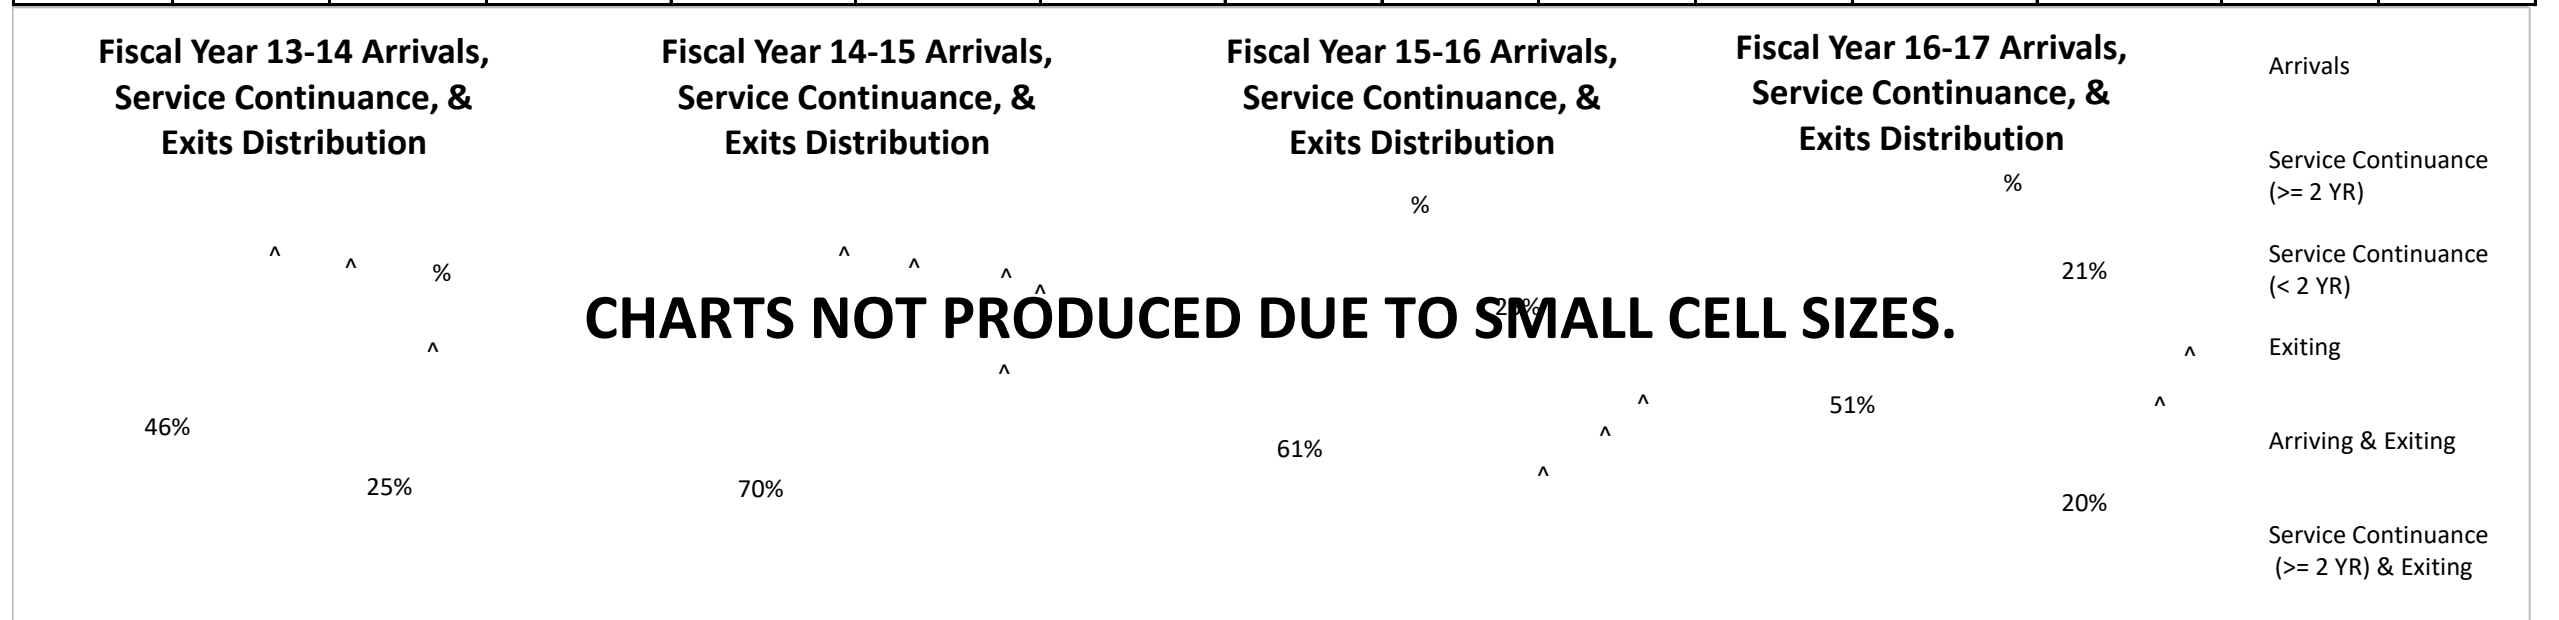 Fiscal Year 13-14 Arrivals,
Service Continuance, &
Exits Distribution
^
^
%
^
46%
25%
Fiscal Year 14-15 Arrivals,
Service Continuance, &
Exits Distribution
^
^
^
^
^
70%
Fiscal Year 15-16 Arrivals,
Service Continuance, &
Exits Distribution
%
^
^
61%
^
Fiscal Year 16-17 Arrivals,
Service Continuance, &
Exits Distribution
%
21%
^
51%
^
20%
CHARTS NOT PRODUCED DUE TO SMALL CELL SIZES.
Arrivals
Service Continuance
(>= 2 YR)
Service Continuance
(< 2 YR)
Exiting
Arriving & Exiting
Service Continuance
(>= 2 YR) & Exiting